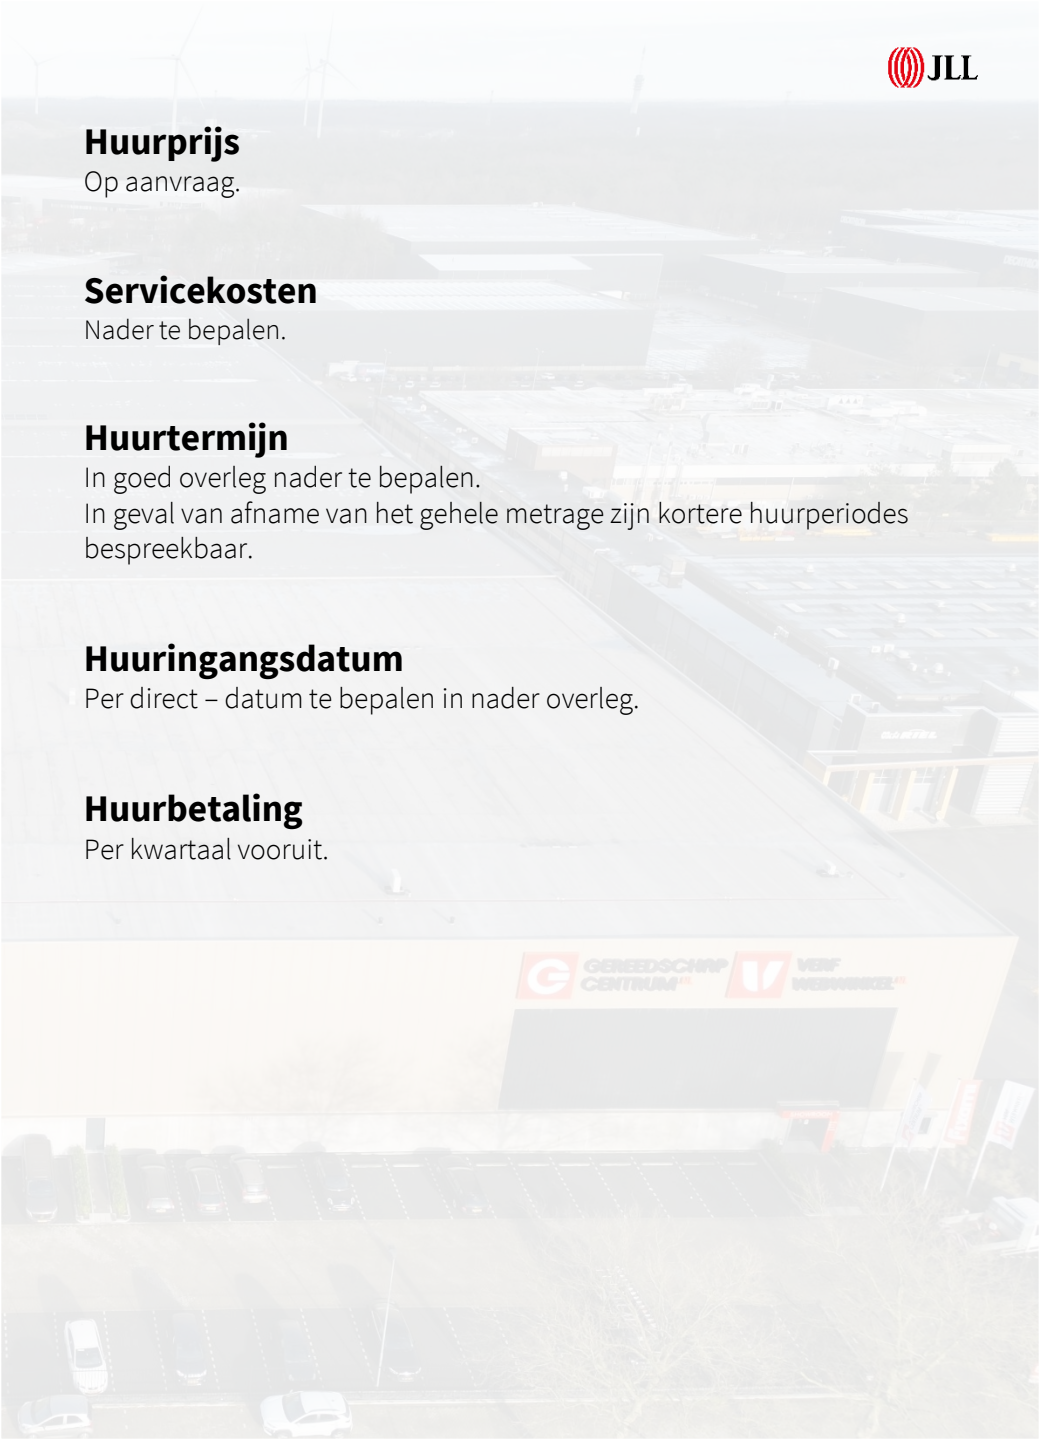 JLL
Huurprijs
Op aanvraag.
Servicekosten
Nader te bepalen.
Huurtermijn
In goed overleg nader te bepalen.
In geval van afname van het gehele metrage zijn kortere huurperiodes
bespreekbaar.
Huuringangsdatum
Per direct – datum te bepalen in nader overleg.
Huurbetaling
Per kwartaal vooruit.
GEREEDSCHAP
CENTRUM
VERF
WEBWINKEL